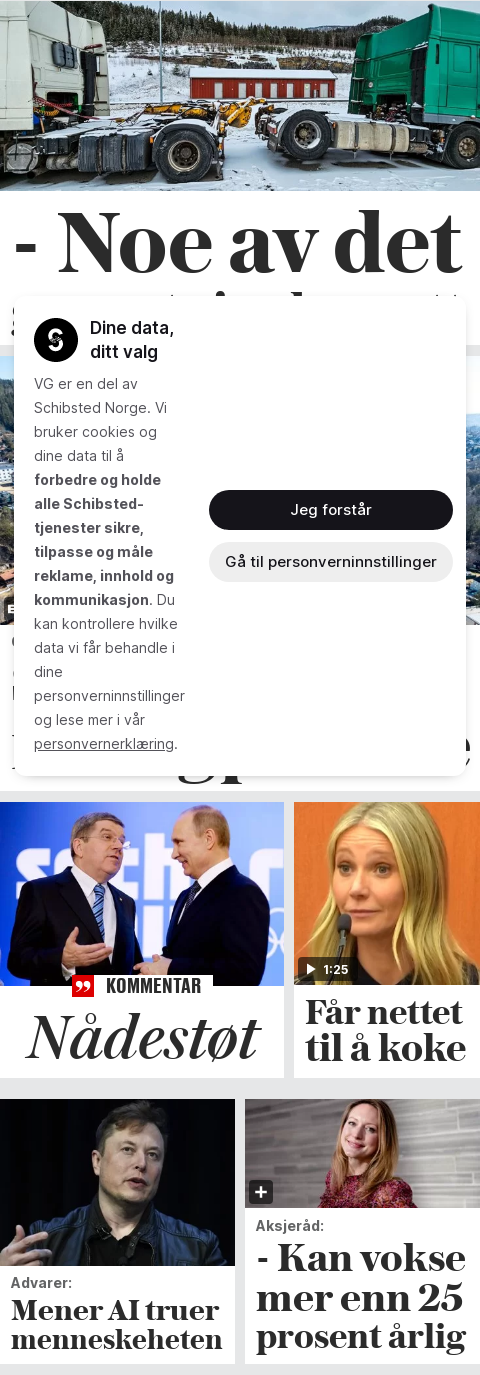 - Noe av det
Dine data,
ditt valg
VG er en del av
Schibsted Norge. Vi
bruker cookies og
dine data til å
forbedre og holde
alle Schibsted-
tjenester sikre,
tilpasse og måle
reklame, innhold og
kommunikasjon. Du
kan kontrollere hvilke
data vi får behandle i
dine
personverninnstillinger
og lese mer i vår
personvernerklæring.
Jeg forstår
Gå til personverninnstillinger
KOMMENTAR
Nådestøt
1:25
Får nettet
til å koke
Advarer:
Mener AI truer
menneskeheten
Aksjeråd:
- Kan vokse
mer enn 25
prosent årlig